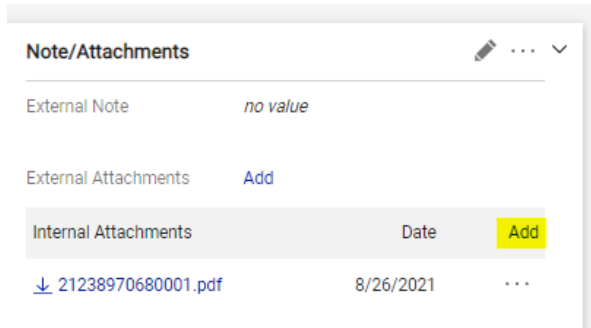 Note/Attachments
External Note no value
External Attachments Add
Internal Attachments Date Add
21238970680001.pdf 8/26/2021